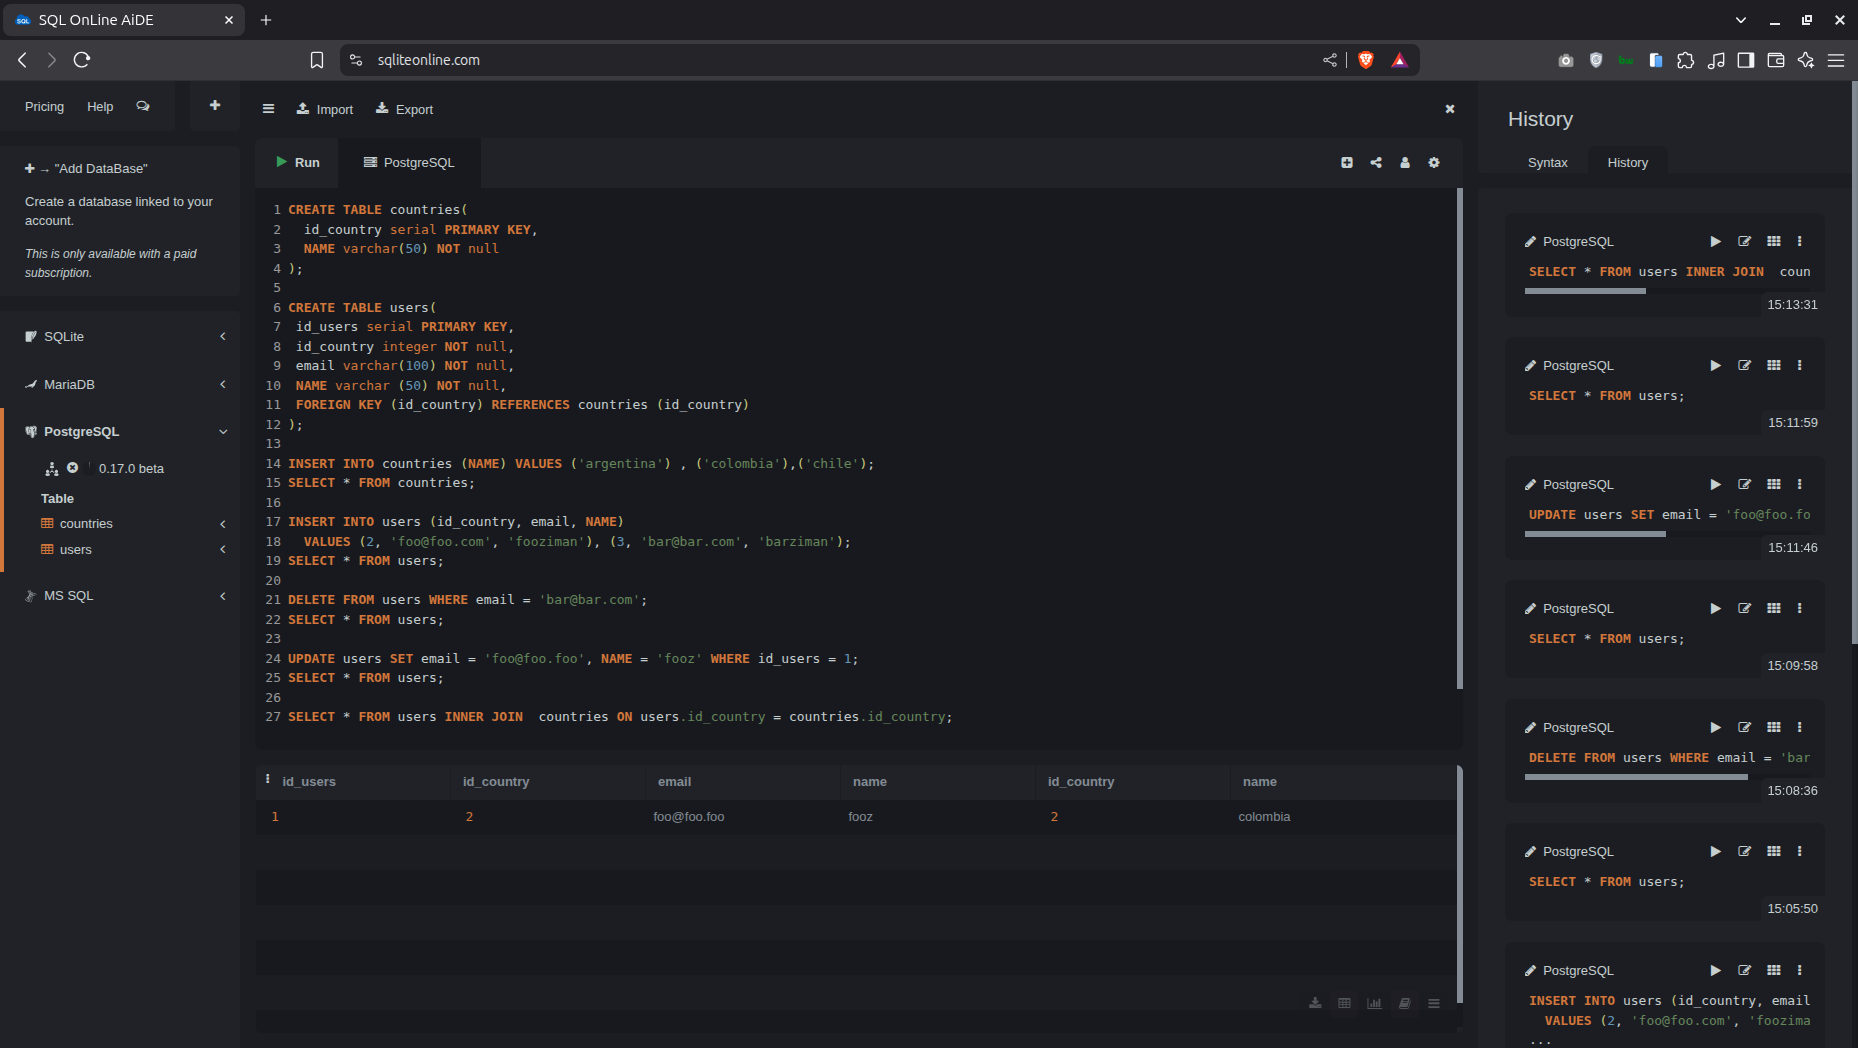 SQL OnLine AiDE
sqliteonline.com
Pricing Help
"Add DataBase"
Create a database linked to your
account.
This is only available with a paid
subscription.
SQLite
MariaDB
PostgreSQL
0.17.0 beta
Table
countries
users
MS SQL
Import Export
Run PostgreSQL
1 CREATE TABLE countries(
2 id_country serial PRIMARY KEY,
3 NAME varchar(50) NOT null
4 );
5
6 CREATE TABLE users(
7 id_users serial PRIMARY KEY,
8 id_country integer NOT null,
9 email varchar(100) NOT null,
10 NAME varchar (50) NOT null,
11 FOREIGN KEY (id_country) REFERENCES countries (id_country)
12 );
13
14 INSERT INTO countries (NAME) VALUES ('argentina') , ('colombia'),('chile');
15 SELECT * FROM countries;
16
17 INSERT INTO users (id_country, email, NAME)
18 VALUES (2, 'foo@foo.com', 'fooziman'), (3, 'bar@bar.com', 'barziman');
19 SELECT * FROM users;
20
21 DELETE FROM users WHERE email = 'bar@bar.com';
22 SELECT * FROM users;
23
24 UPDATE users SET email = 'foo@foo.foo', NAME = 'fooz' WHERE id_users = 1;
25 SELECT * FROM users;
26
27 SELECT * FROM users INNER JOIN  countries ON users.id_country = countries.id_country;
id_users id_country email name id_country name
1 2 foo@foo.foo fooz 2 colombia
History
Syntax History
PostgreSQL
SELECT * FROM users INNER JOIN  coun
15:13:31
PostgreSQL
SELECT * FROM users;
15:11:59
PostgreSQL
UPDATE users SET email = 'foo@foo.fo
15:11:46
PostgreSQL
SELECT * FROM users;
15:09:58
PostgreSQL
DELETE FROM users WHERE email = 'bar
15:08:36
PostgreSQL
SELECT * FROM users;
15:05:50
PostgreSQL
INSERT INTO users (id_country, email
VALUES (2, 'foo@foo.com', 'foozima
...